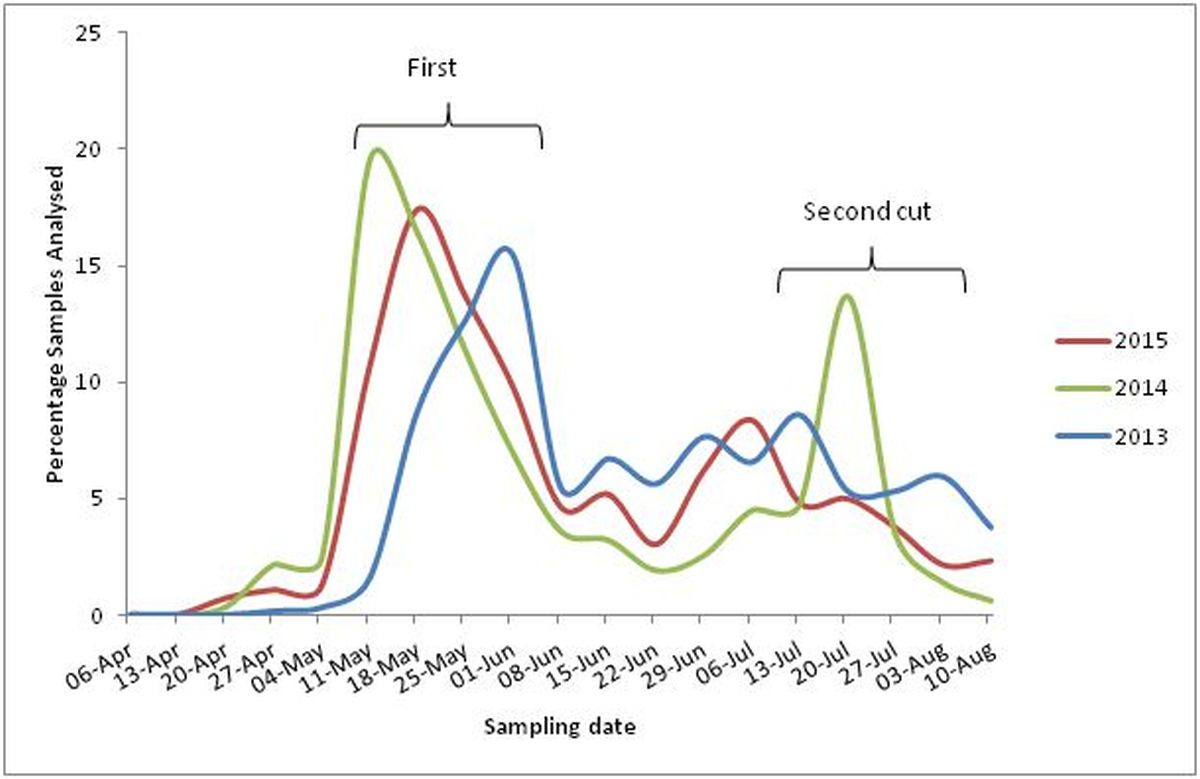 First
Second cut
Percentage Samples Analysed
25
20
15
10
5
0
06-Apr
13-Apr
20-Apr
27-Apr
04-May
11-May
18-May
25-May
01-Jun
08-Jun
15-Jun
22-Jun
29-Jun
06-Jul
13-Jul
20-Jul
27-Jul
03-Aug
10-Aug
Sampling date
2015
2014
2013